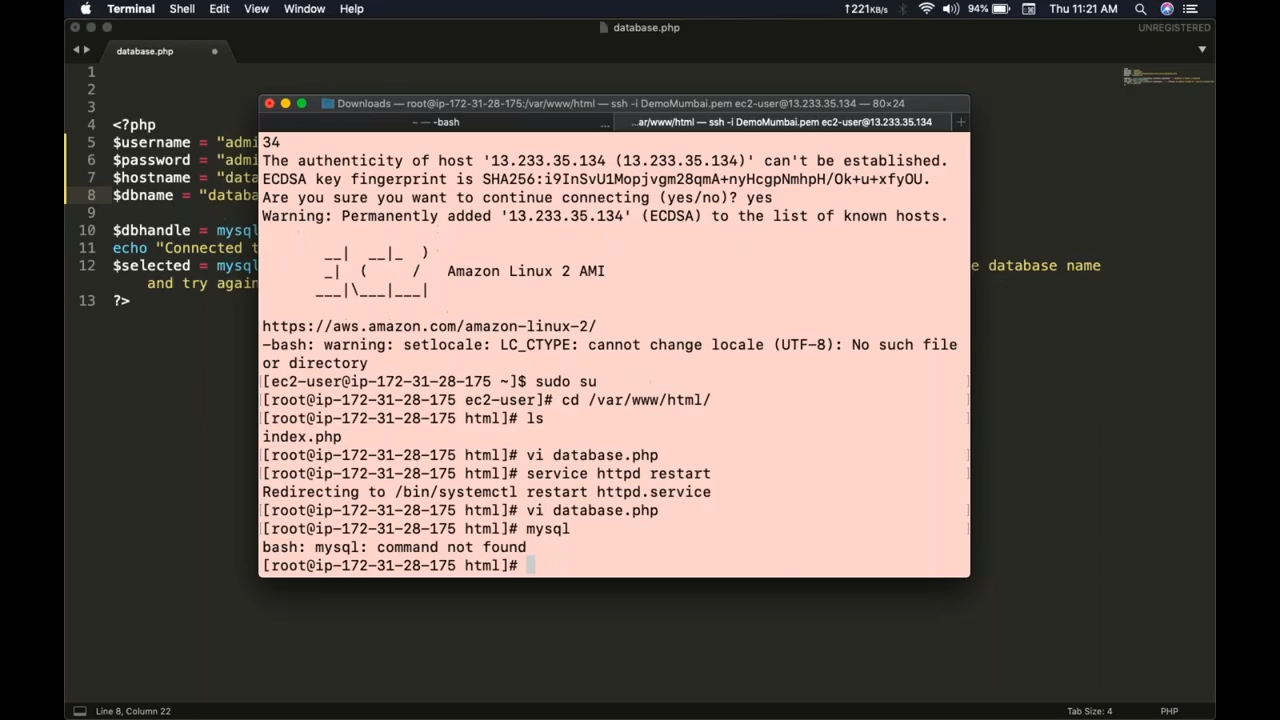 Terminal Shell Edit View Window Help 221KB/s 94% Thu 11:21 AM
database.php UNREGISTERED
database.php
1
2
3
4 <?php
5 $username = "admi
6 $password = "admi
7 $hostname = "data
8 $dbname = "databa
9
10 $dbhandle = mysql
11 echo "Connected t
12 $selected = mysql e database name
and try again
13 ?>
Downloads — root@ip-172-31-28-175:/var/www/html — ssh -i DemoMumbai.pem ec2-user@13.233.35.134 — 80×24
~ — -bash ... ...ar/www/html — ssh -i DemoMumbai.pem ec2-user@13.233.35.134 +
34
The authenticity of host '13.233.35.134 (13.233.35.134)' can't be established.
ECDSA key fingerprint is SHA256:i9InSvU1Mopjvgm28qmA+nyHcgpNmhpH/Ok+u+xfyOU.
Are you sure you want to continue connecting (yes/no)? yes
Warning: Permanently added '13.233.35.134' (ECDSA) to the list of known hosts.
__|  __|_  )
_|  (     /   Amazon Linux 2 AMI
___|\___|___|
https://aws.amazon.com/amazon-linux-2/
-bash: warning: setlocale: LC_CTYPE: cannot change locale (UTF-8): No such file
or directory
[ec2-user@ip-172-31-28-175 ~]$ sudo su
[root@ip-172-31-28-175 ec2-user]# cd /var/www/html/
[root@ip-172-31-28-175 html]# ls
index.php
[root@ip-172-31-28-175 html]# vi database.php
[root@ip-172-31-28-175 html]# service httpd restart
Redirecting to /bin/systemctl restart httpd.service
[root@ip-172-31-28-175 html]# vi database.php
[root@ip-172-31-28-175 html]# mysql
bash: mysql: command not found
[root@ip-172-31-28-175 html]#
Line 8, Column 22 Tab Size: 4 PHP